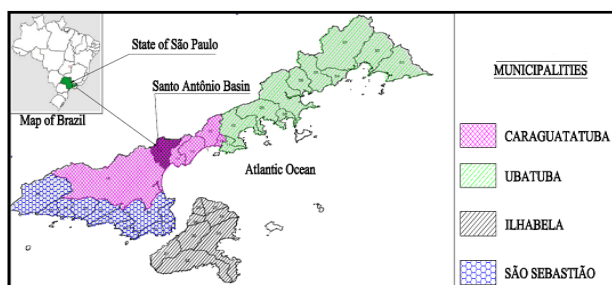 State of São Paulo
Santo Antônio Basin
Map of Brazil
Atlantic Ocean
MUNICIPALITIES
CARAGUATATUBA
UBATUBA
ILHABELA
SÃO SEBASTIÃO